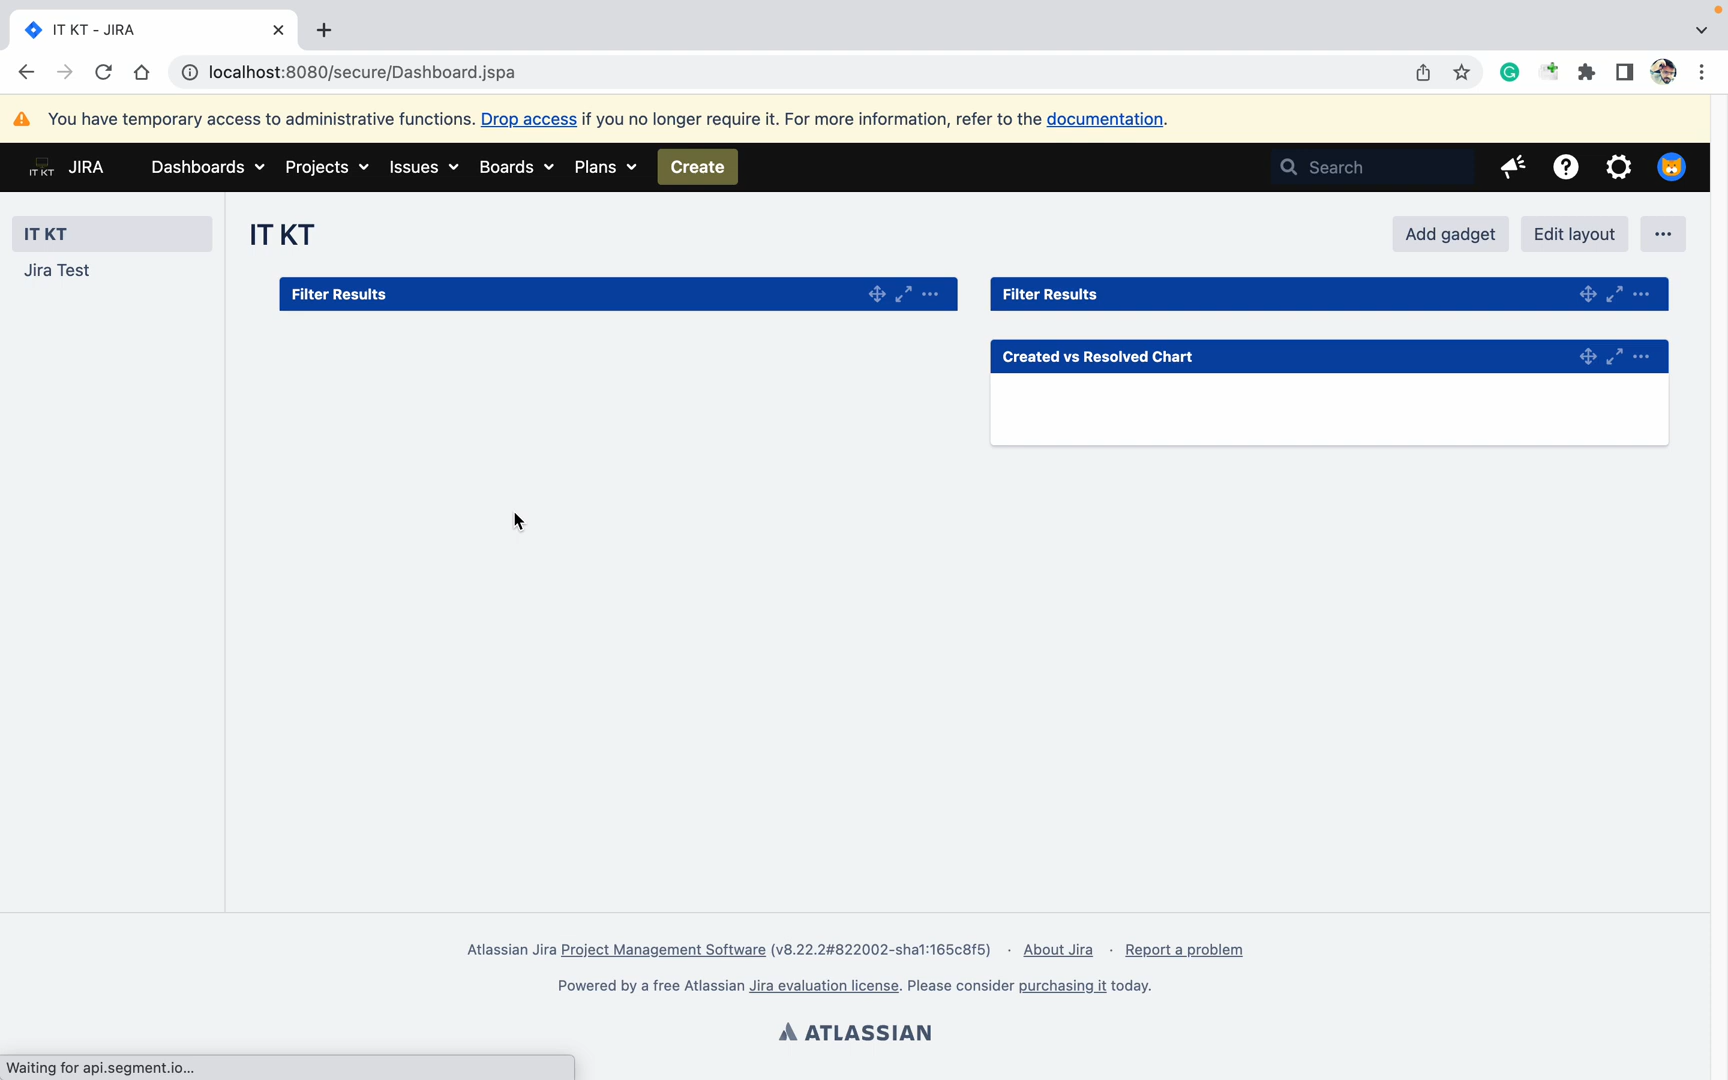 IT KT - JIRA
localhost:8080/secure/Dashboard.jspa
You have temporary access to administrative functions. Drop access if you no longer require it. For more information, refer to the documentation.
IT KT JIRA Dashboards Projects Issues Boards Plans Create Search
IT KT
Jira Test
IT KT
Add gadget Edit layout
Filter Results
Filter Results
Created vs Resolved Chart
Atlassian Jira Project Management Software (v8.22.2#822002-sha1:165c8f5) · About Jira · Report a problem
Powered by a free Atlassian Jira evaluation license. Please consider purchasing it today.
ATLASSIAN
Waiting for api.segment.io...